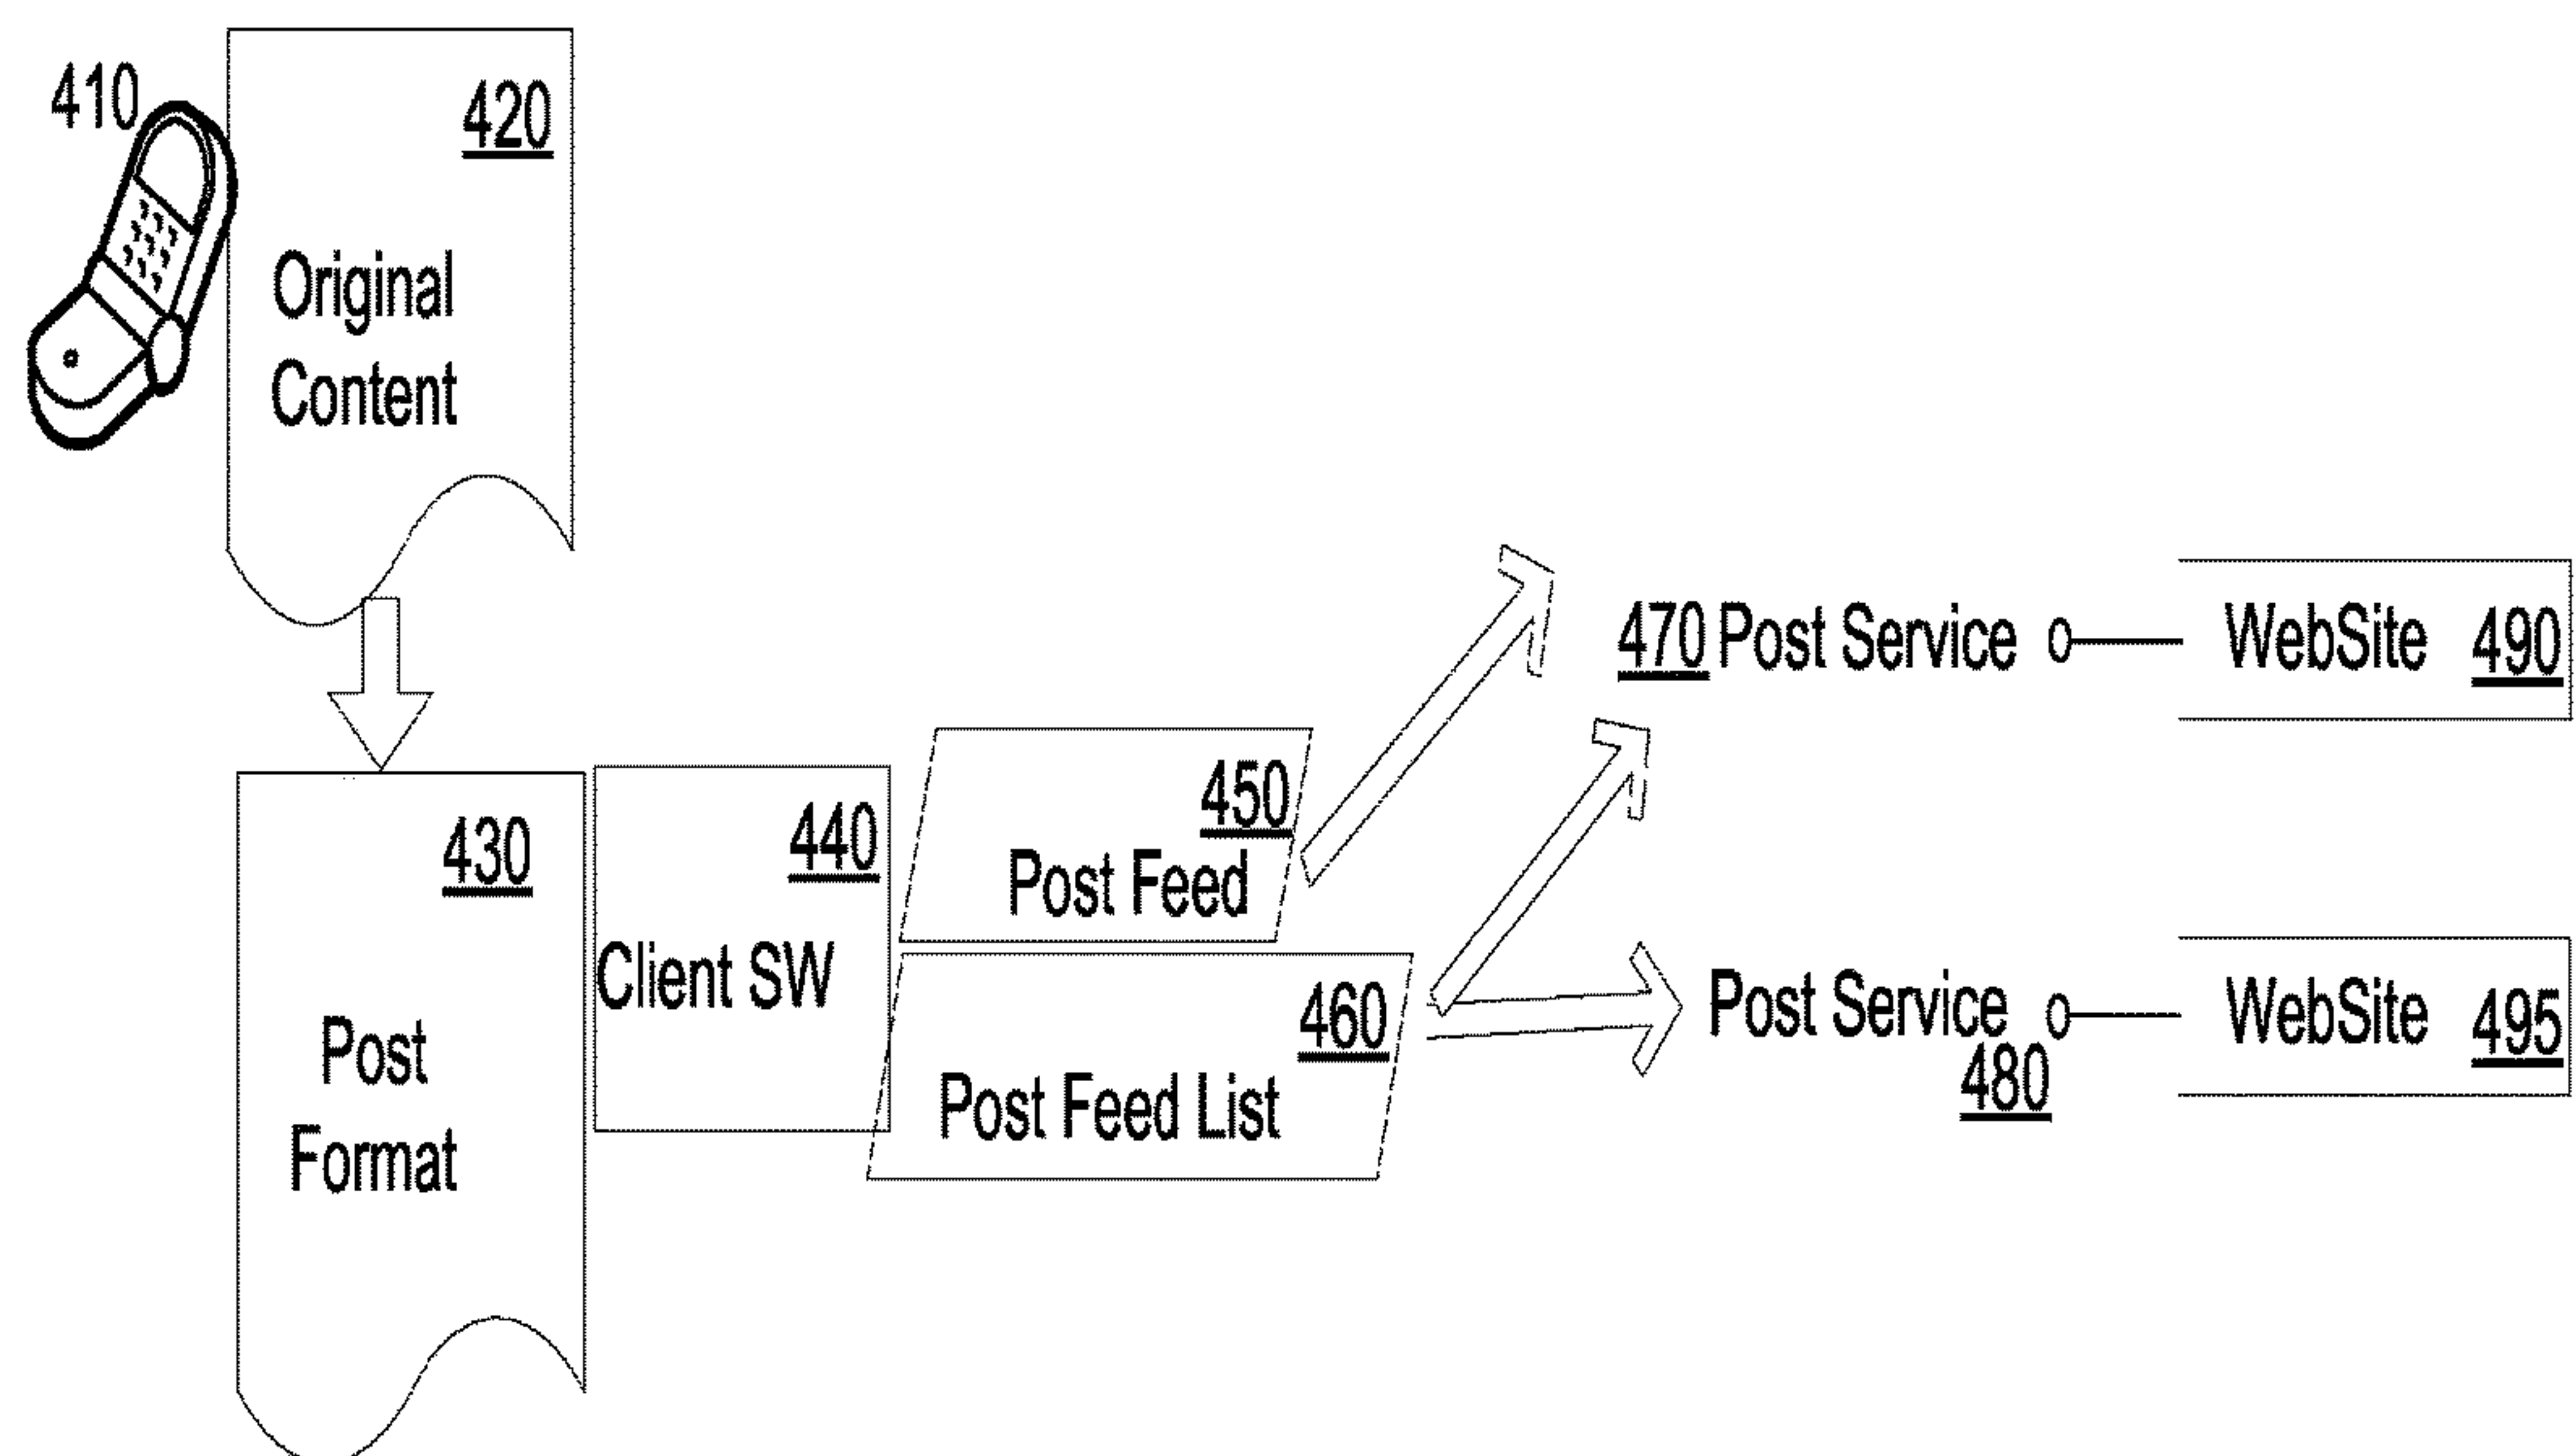 410
420
Original
Content
470 Post Service
WebSite 490
430
Post
Format
440
Client SW
450
Post Feed
460
Post Feed List
Post Service
480
WebSite 495